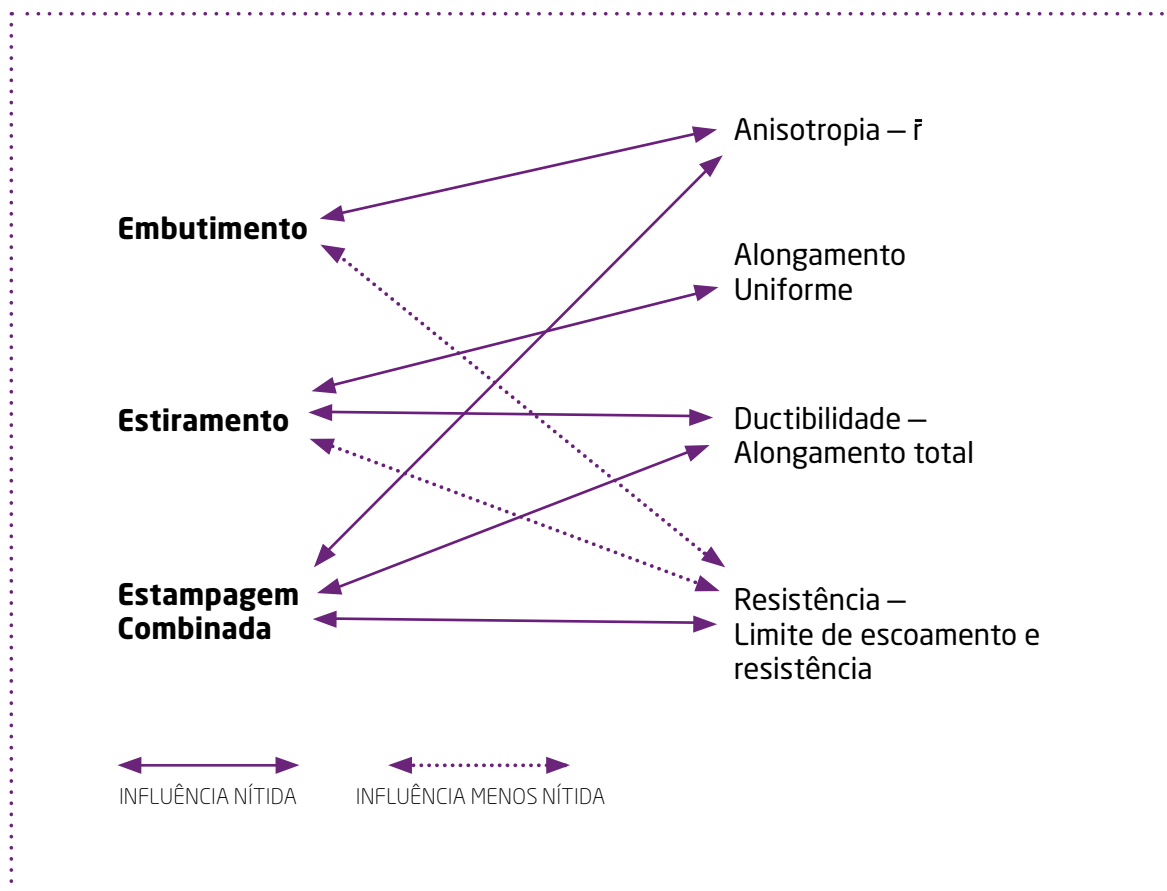 Anisotropia – r̄
Embutimento
Alongamento
Uniforme
Estiramento
Ductibilidade –
Alongamento total
Estampagem
Combinada
Resistência –
Limite de escoamento e
resistência
INFLUÊNCIA NÍTIDA
INFLUÊNCIA MENOS NÍTIDA